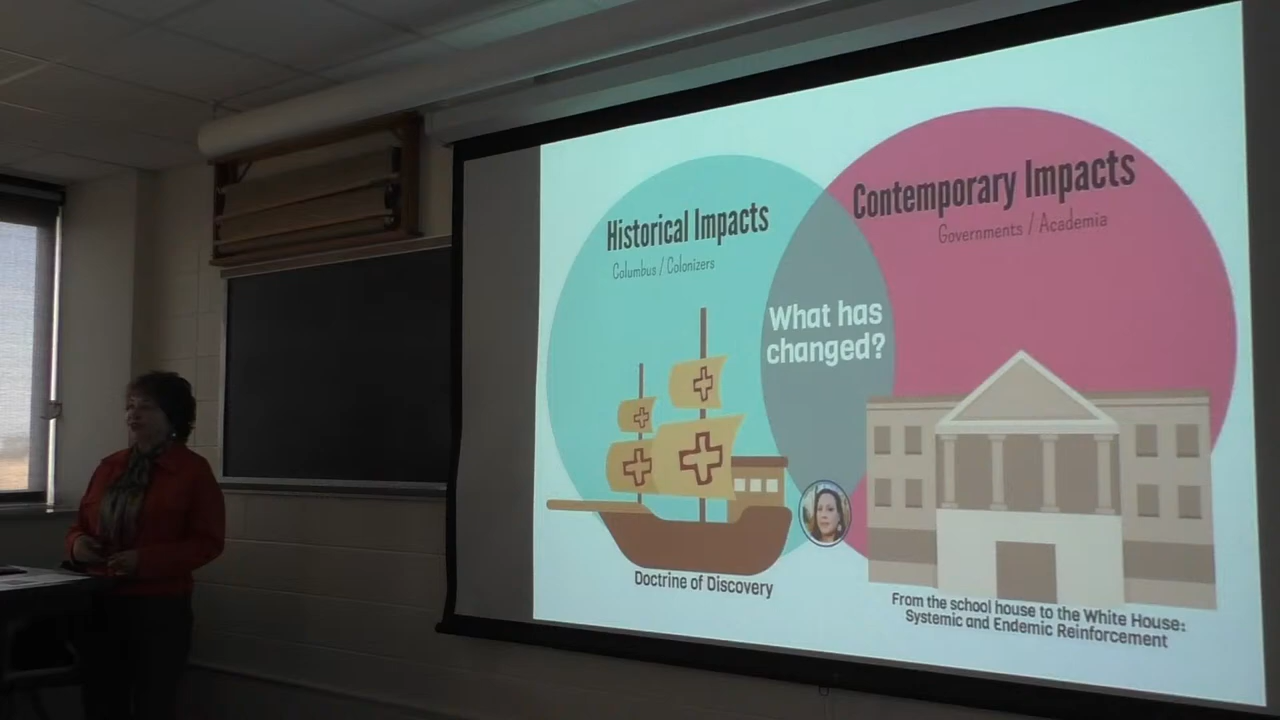 Historical Impacts
Columbus / Colonizers
Contemporary Impacts
Governments / Academia
What has
changed?
Doctrine of Discovery
From the school house to the White House:
Systemic and Endemic Reinforcement